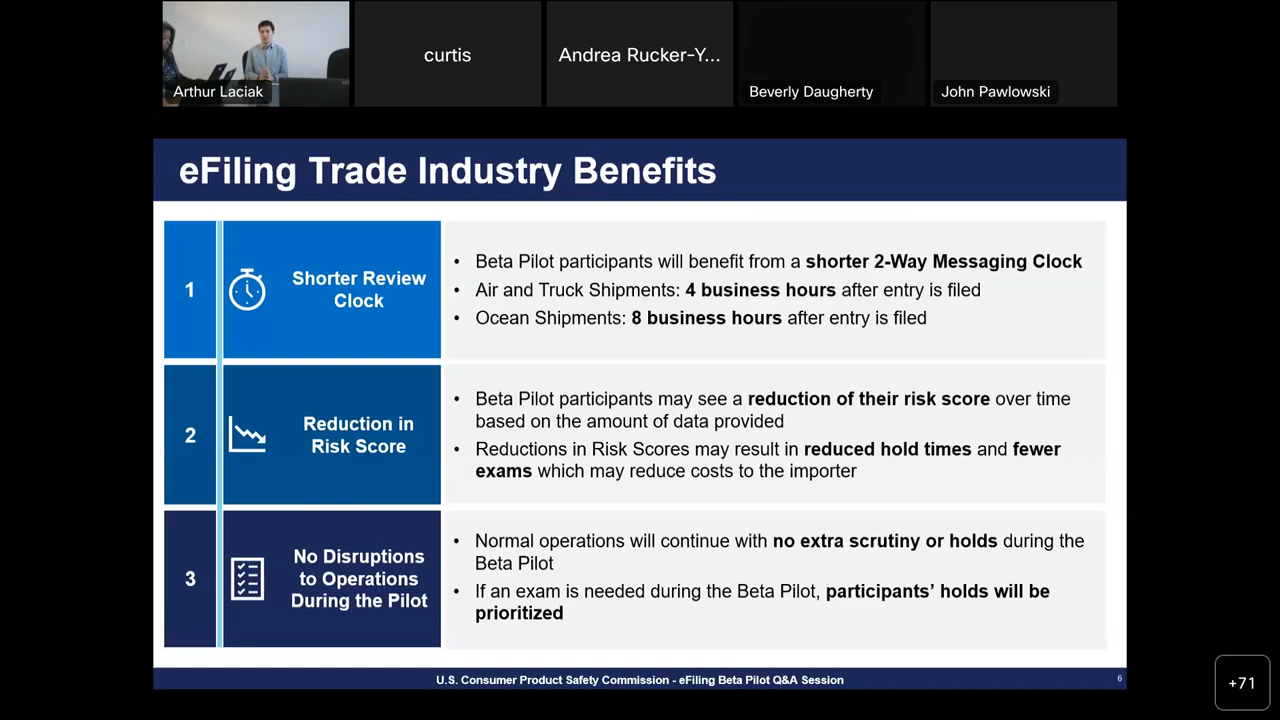 Arthur Laciak
curtis
Andrea Rucker-Y...
Beverly Daugherty
John Pawlowski
eFiling Trade Industry Benefits
1
Shorter Review
Clock
• Beta Pilot participants will benefit from a shorter 2-Way Messaging Clock
• Air and Truck Shipments: 4 business hours after entry is filed
• Ocean Shipments: 8 business hours after entry is filed
2
Reduction in
Risk Score
• Beta Pilot participants may see a reduction of their risk score over time
based on the amount of data provided
• Reductions in Risk Scores may result in reduced hold times and fewer
exams which may reduce costs to the importer
3
No Disruptions
to Operations
During the Pilot
• Normal operations will continue with no extra scrutiny or holds during the
Beta Pilot
• If an exam is needed during the Beta Pilot, participants’ holds will be
prioritized
U.S. Consumer Product Safety Commission - eFiling Beta Pilot Q&A Session
6
+71